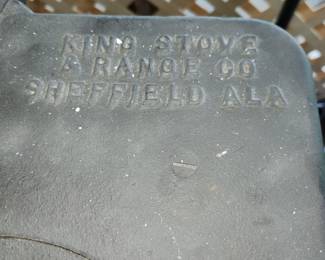 KING STOVE
& RANGE CO
SHEFFIELD ALA